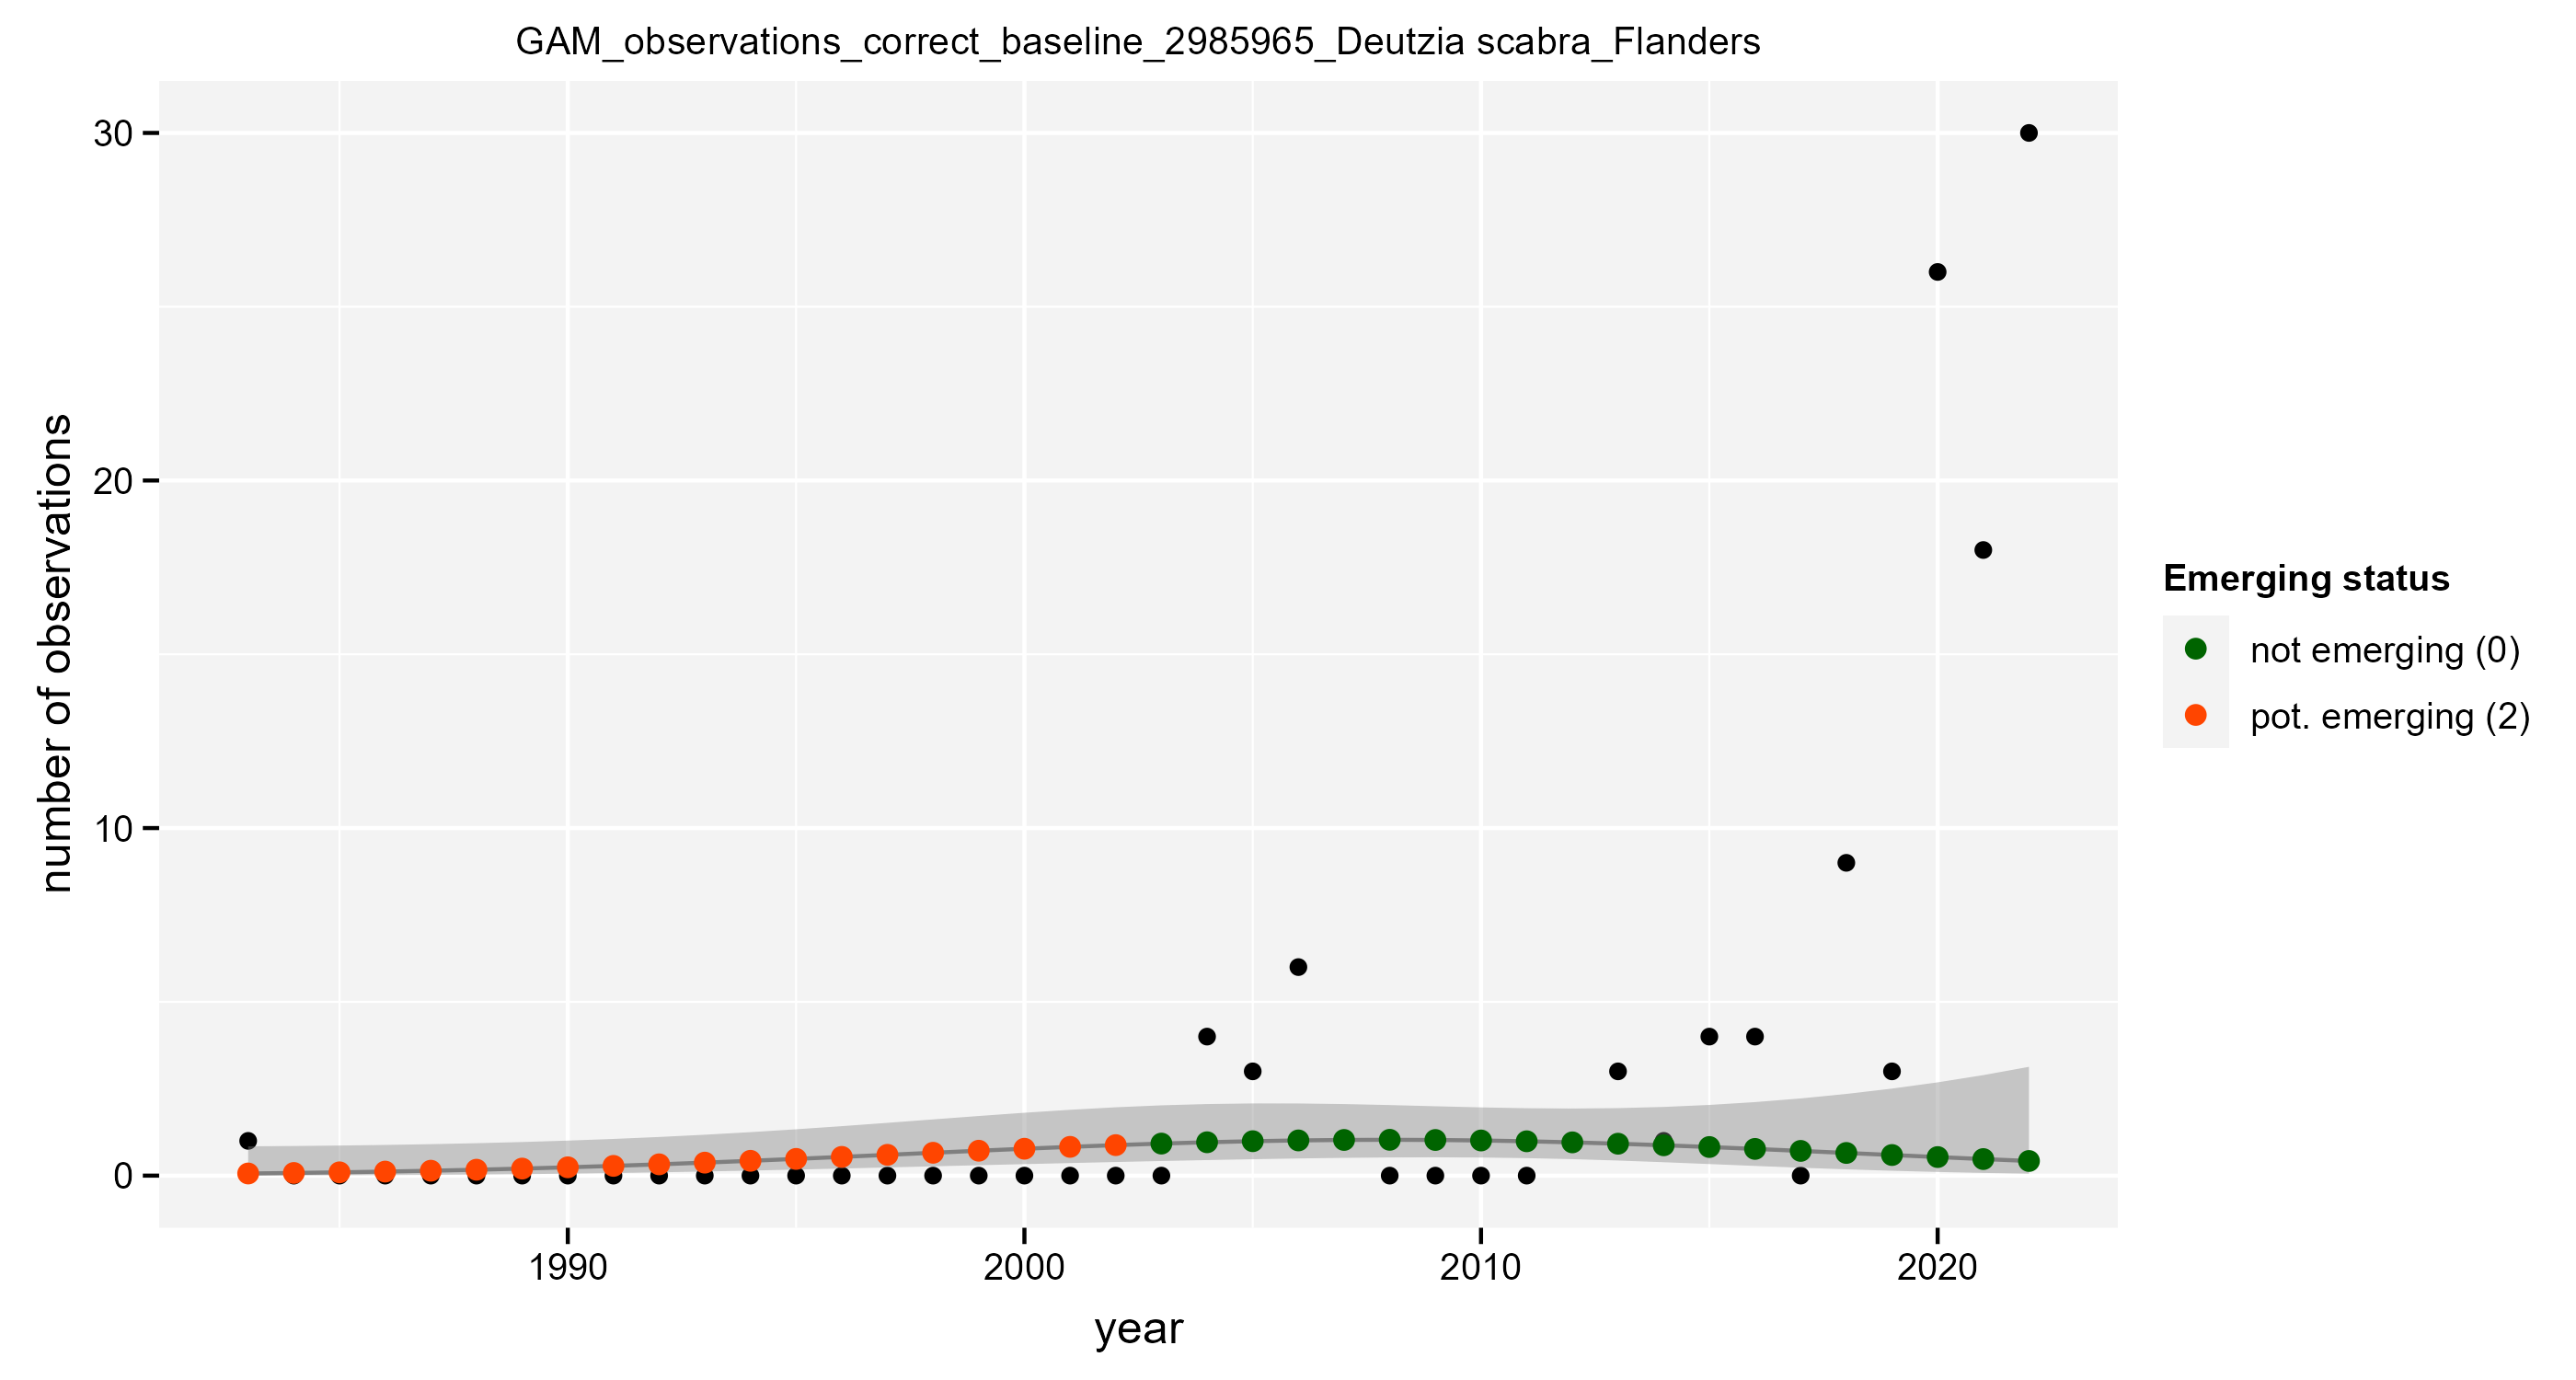 GAM_observations_correct_baseline_2985965_Deutzia scabra_Flanders
30
20
10
0
number of observations
1990 2000 2010 2020
year
Emerging status
not emerging (0)
pot. emerging (2)